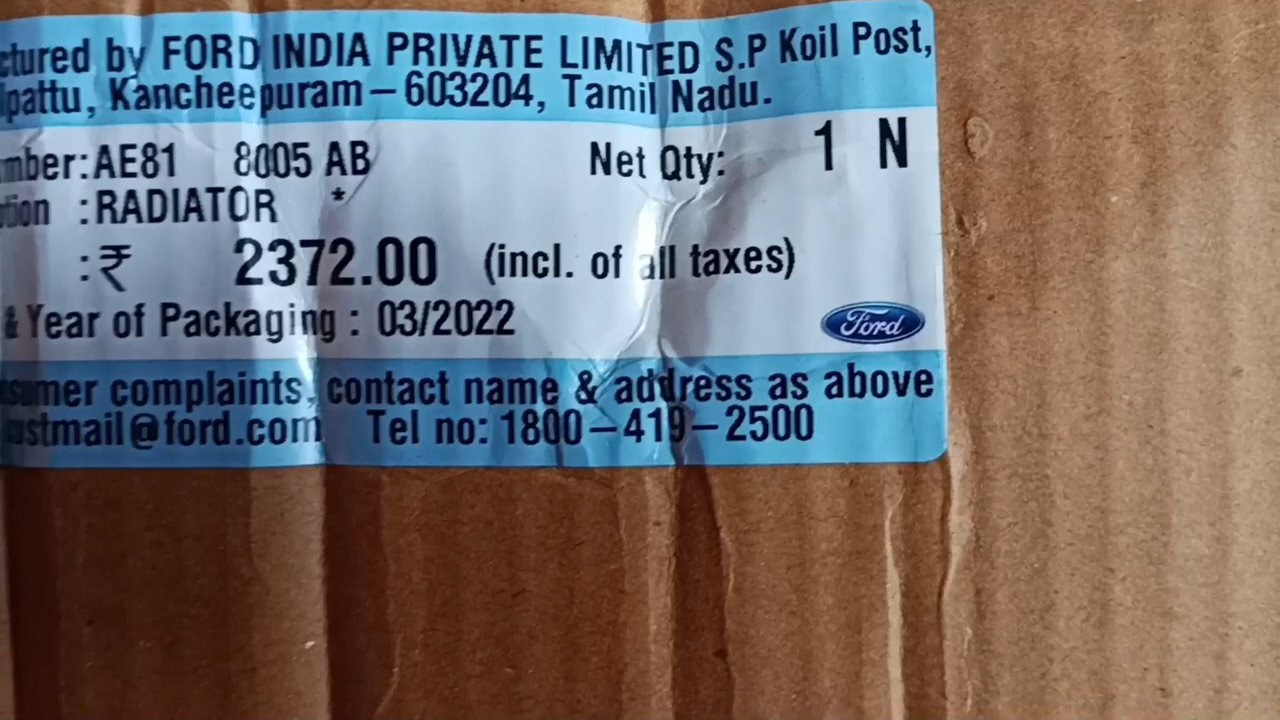 ctured by FORD INDIA PRIVATE LIMITED S.P Koil Post,
lpattu, Kancheepuram – 603204, Tamil Nadu.
mber: AE81 8005 AB Net Qty: 1 N
tion : RADIATOR *
: ₹ 2372.00 (incl. of all taxes)
& Year of Packaging : 03/2022
Ford
sumer complaints, contact name & address as above
ustmail@ford.com Tel no: 1800–419–2500